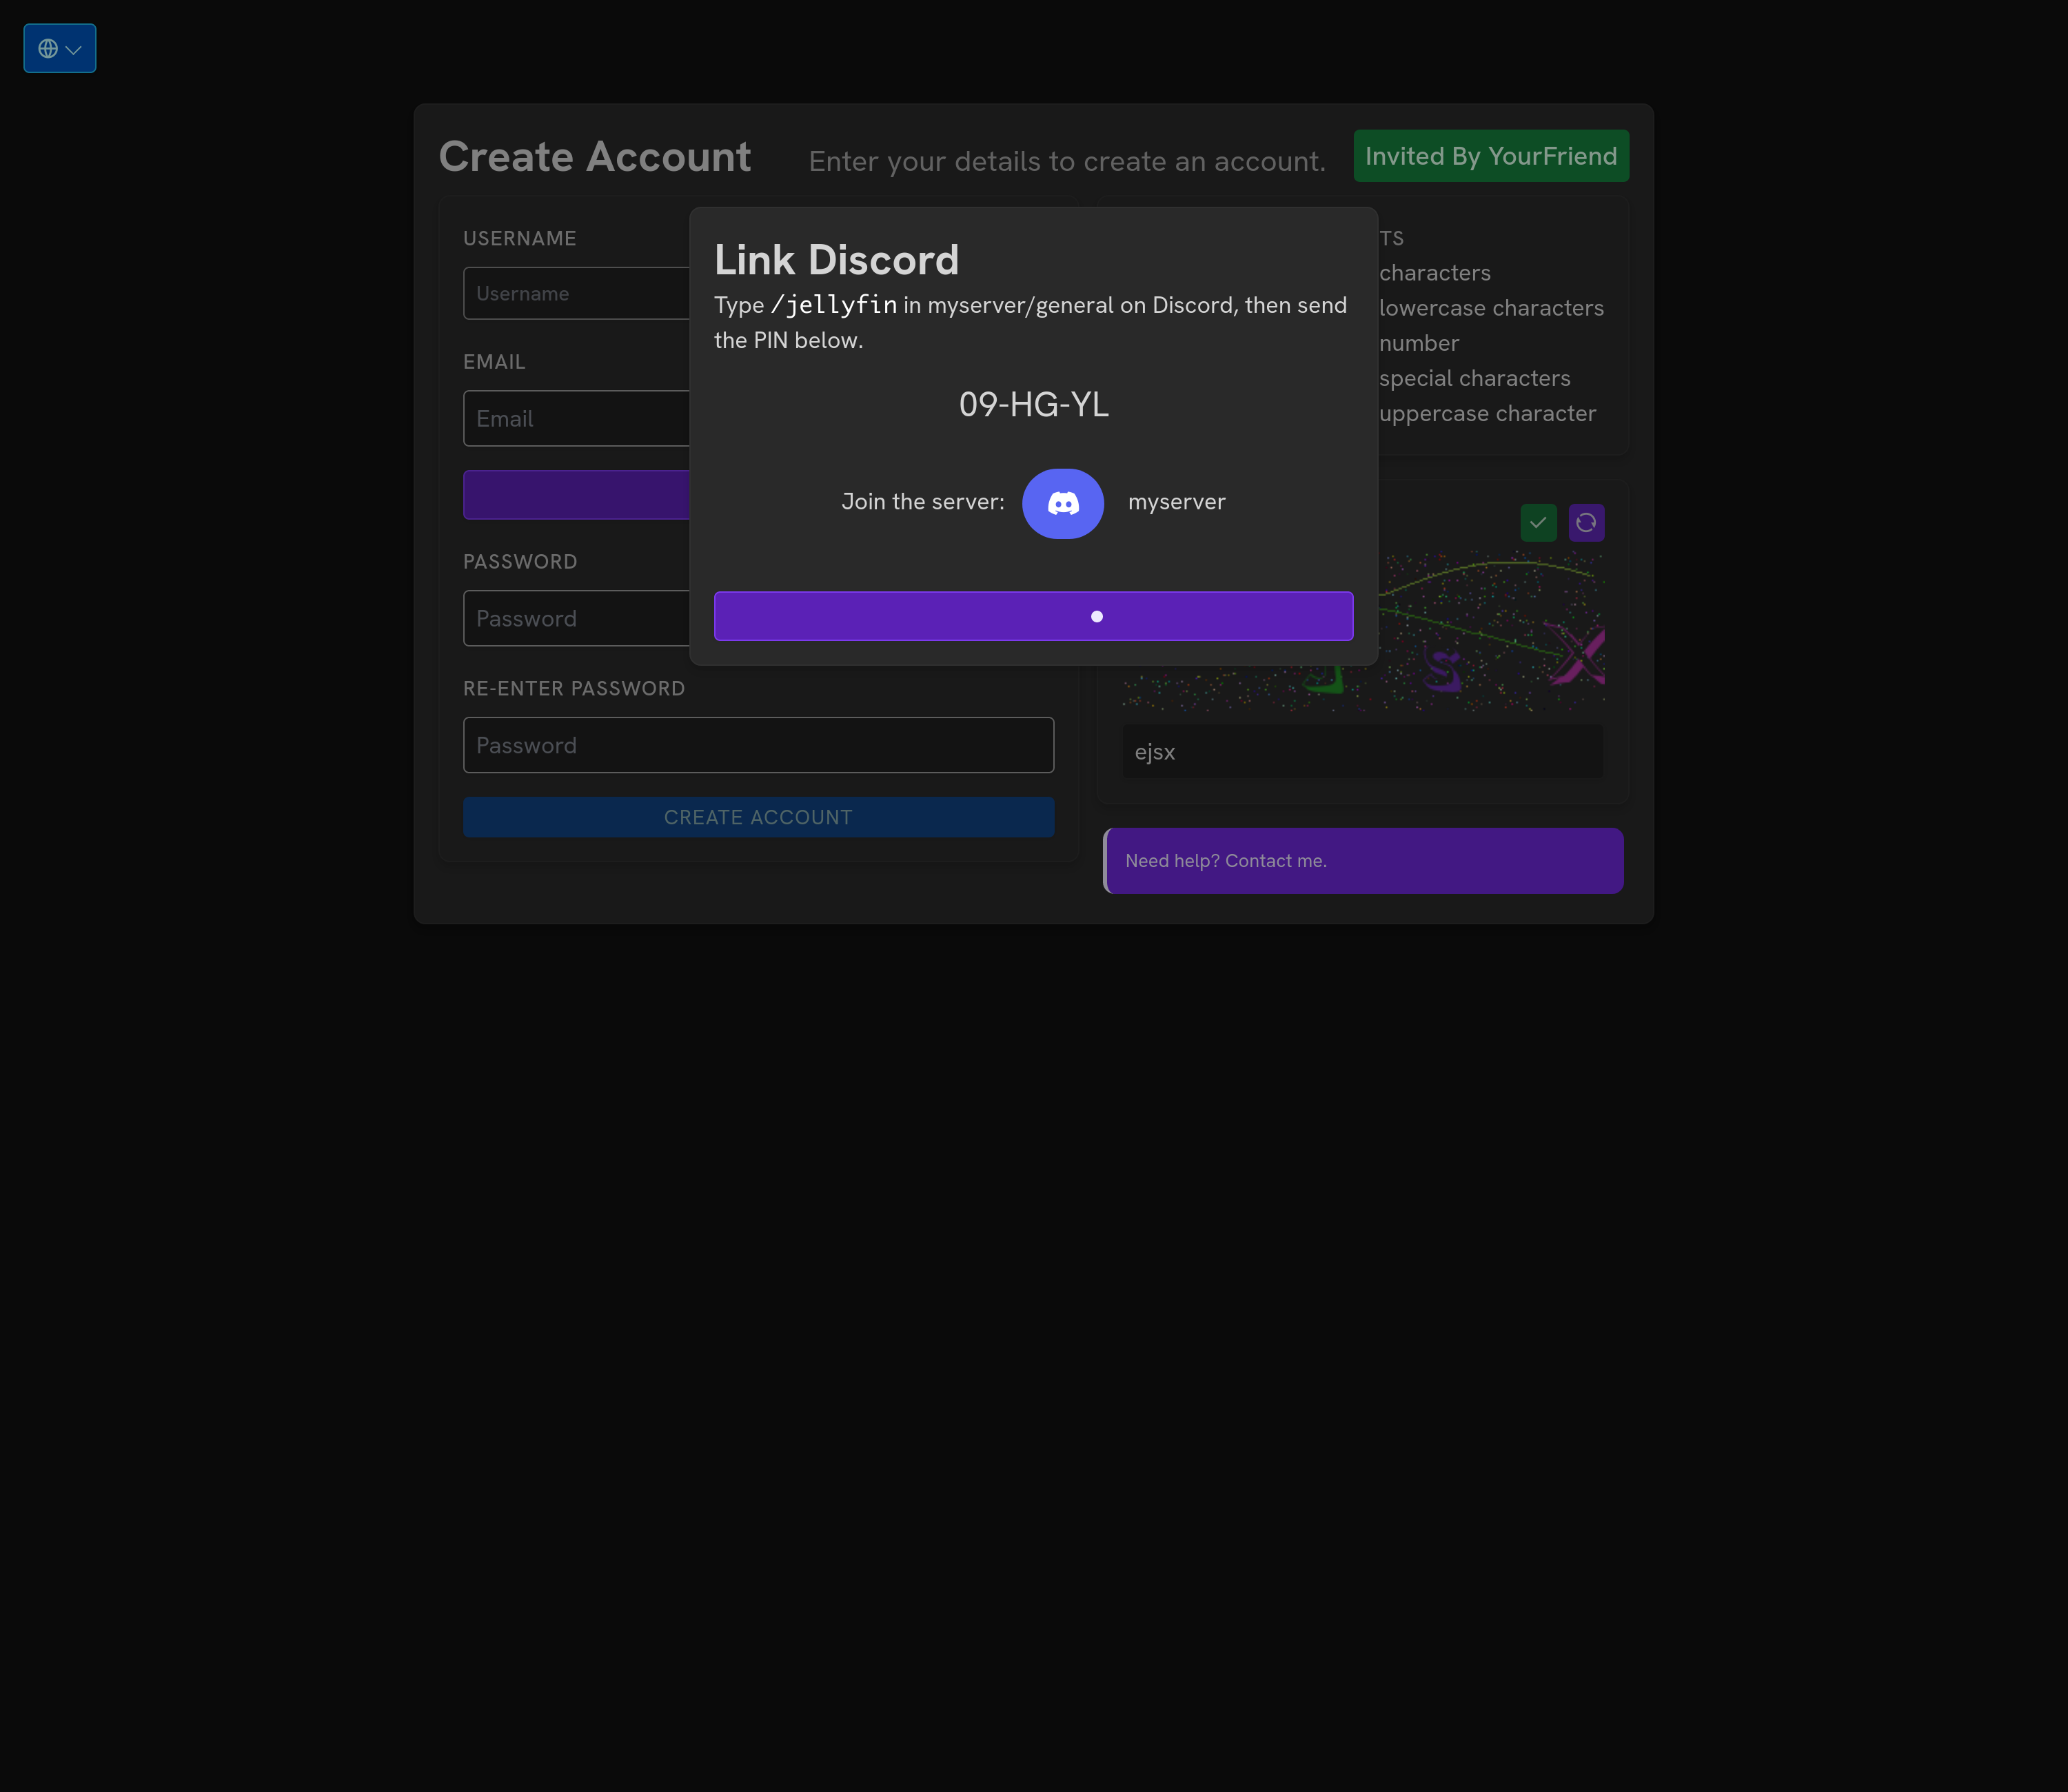 Create Account
Enter your details to create an account.
Invited By YourFriend
USERNAME
Username
EMAIL
Email
PASSWORD
Password
RE-ENTER PASSWORD
Password
CREATE ACCOUNT
Link Discord
Type /jellyfin in myserver/general on Discord, then send
the PIN below.
09-HG-YL
Join the server:
myserver
TS
characters
lowercase characters
number
special characters
uppercase character
s
x
ejsx
Need help? Contact me.